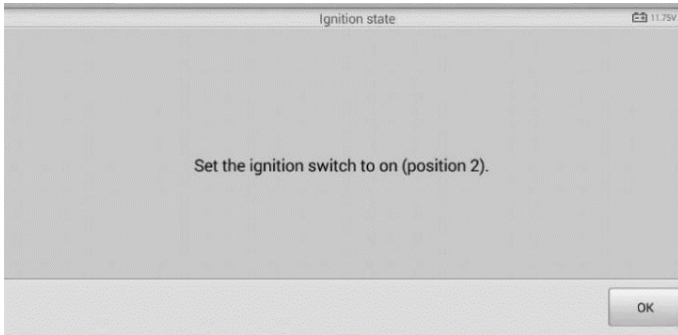 Ignition state
11.75V
Set the ignition switch to on (position 2).
OK